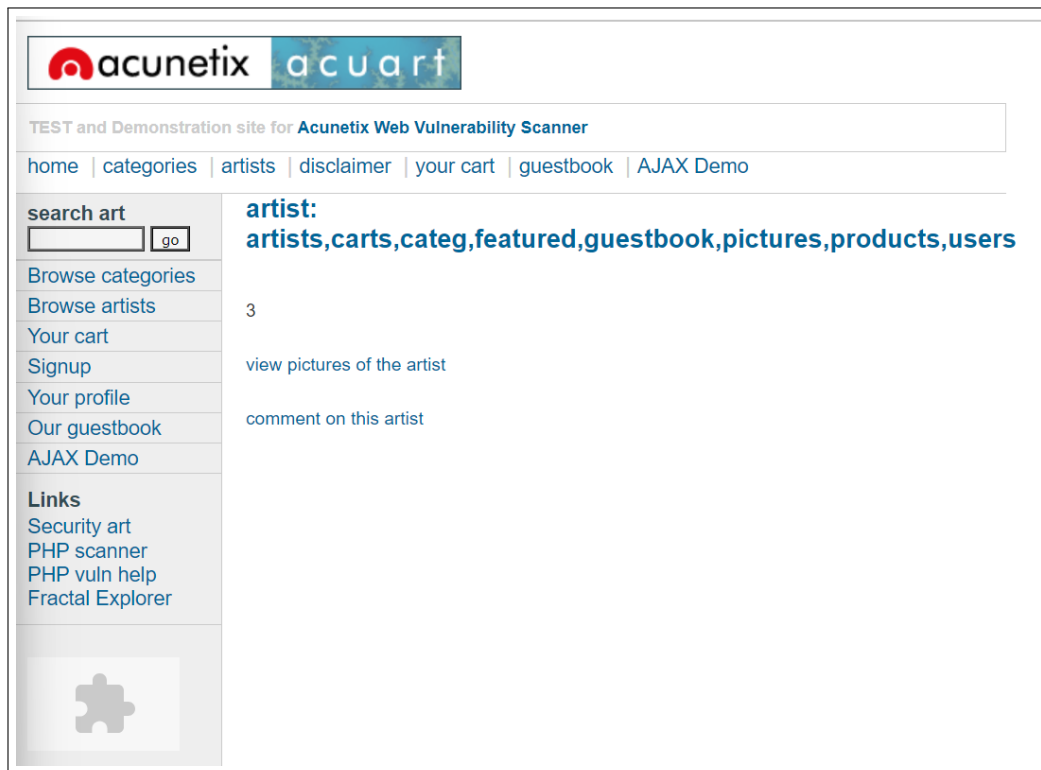 acunetix acuart
TEST and Demonstration site for Acunetix Web Vulnerability Scanner
home | categories | artists | disclaimer | your cart | guestbook | AJAX Demo
search art
go
Browse categories
Browse artists
Your cart
Signup
Your profile
Our guestbook
AJAX Demo
Links
Security art
PHP scanner
PHP vuln help
Fractal Explorer
artist:
artists,carts,categ,featured,guestbook,pictures,products,users
3
view pictures of the artist
comment on this artist